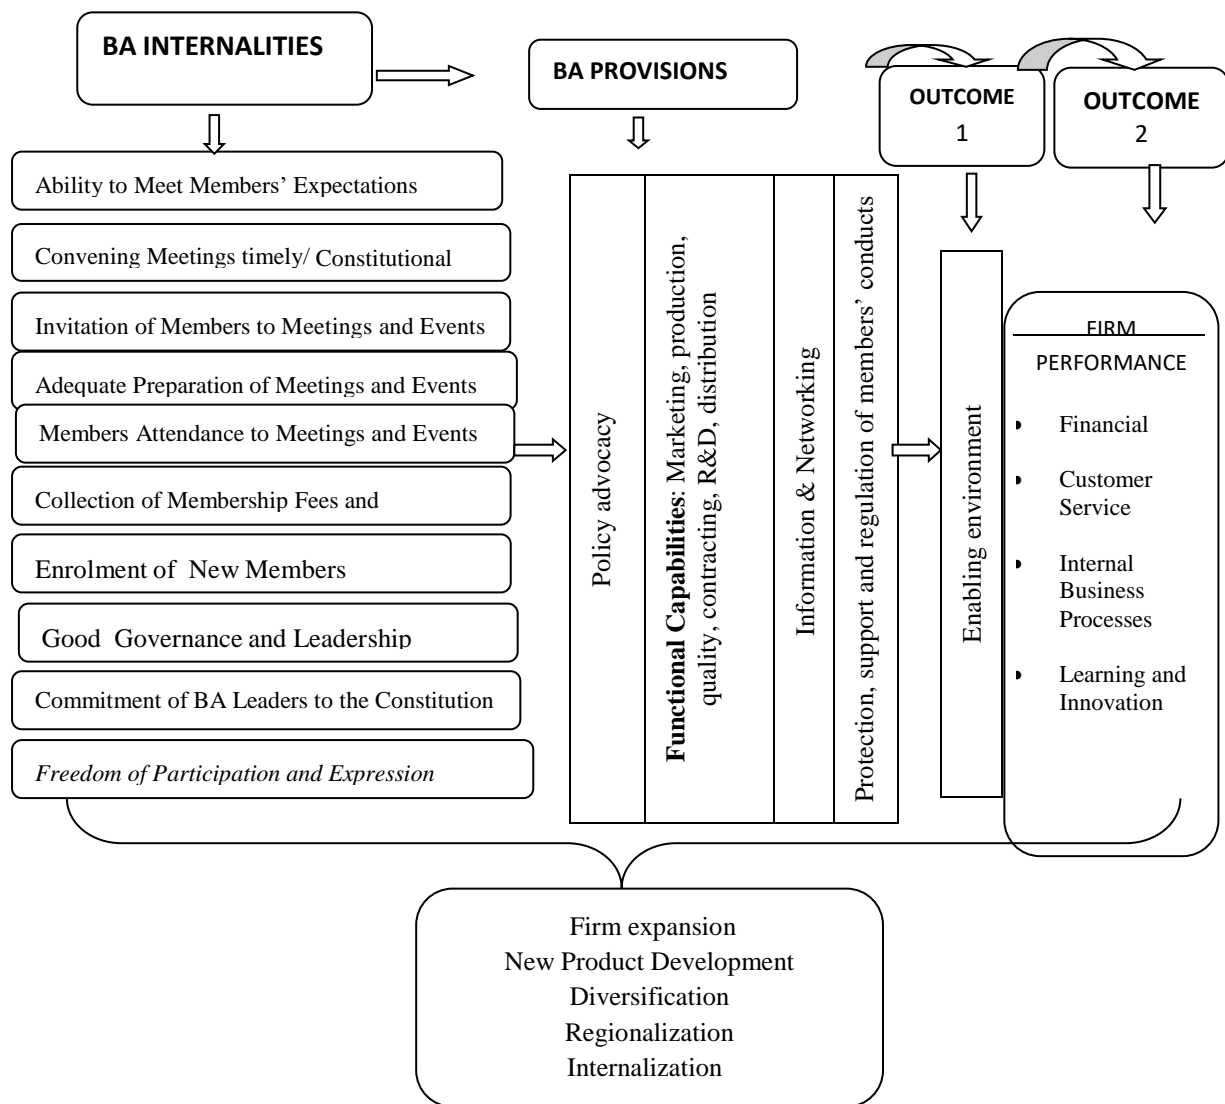 BA INTERNALITIES
BA PROVISIONS
OUTCOME
1
OUTCOME
2
Ability to Meet Members’ Expectations
Convening Meetings timely/ Constitutional
Invitation of Members to Meetings and Events
Adequate Preparation of Meetings and Events
Members Attendance to Meetings and Events
Collection of Membership Fees and
Enrolment of New Members
Good Governance and Leadership
Commitment of BA Leaders to the Constitution
Freedom of Participation and Expression
Policy advocacy
Functional Capabilities: Marketing, production,
quality, contracting, R&D, distribution
Information & Networking
Protection, support and regulation of members’ conducts
Enabling environment
FIRM
PERFORMANCE
Financial
Customer
Service
Internal
Business
Processes
Learning and
Innovation
Firm expansion
New Product Development
Diversification
Regionalization
Internalization